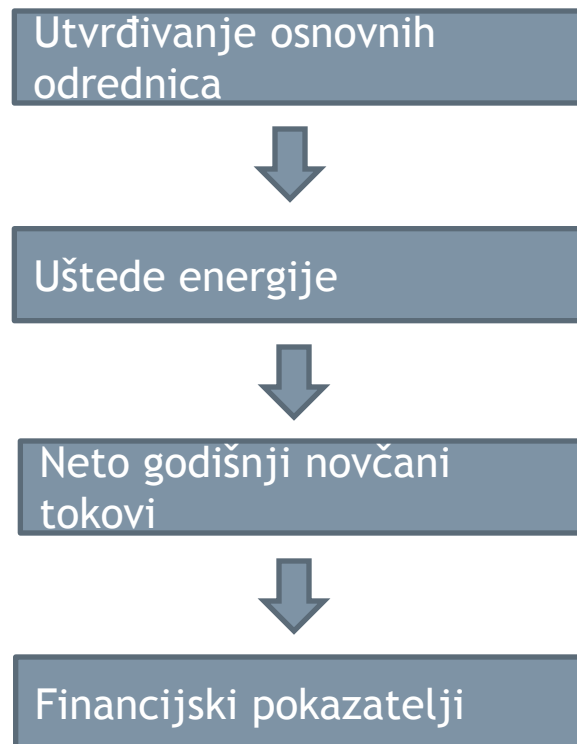 Utvrđivanje osnovnih
odrednica
Uštede energije
Neto godišnji novčani
tokovi
Financijski pokazatelji